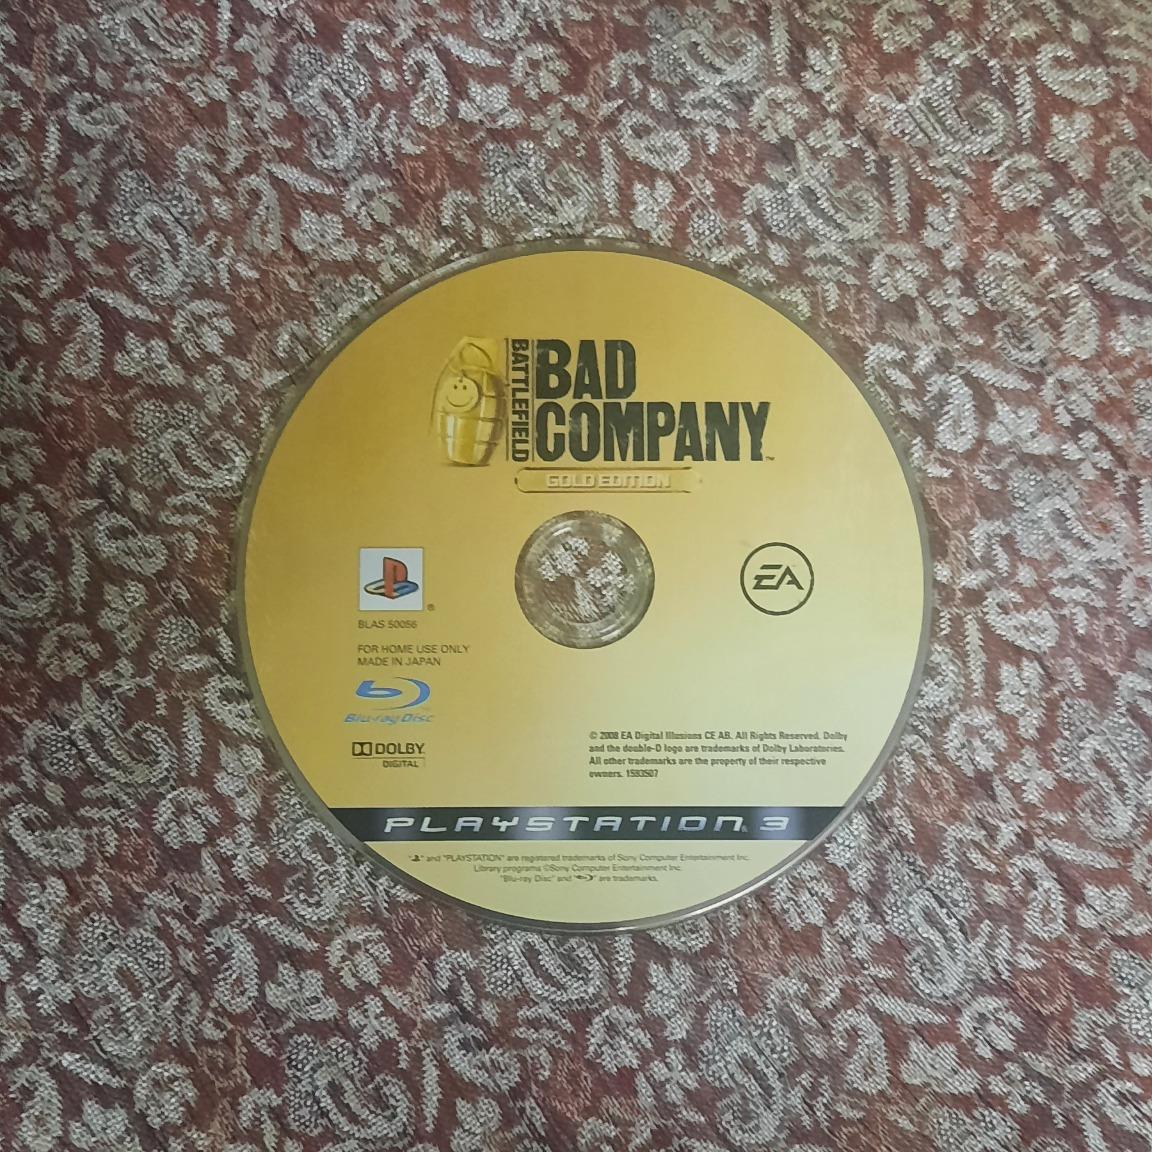 BATTLEFIELD
BAD
COMPANY™
GOLD EDITION
®
BLAS 50056
EA
FOR HOME USE ONLY
MADE IN JAPAN
Blu-ray Disc
DOLBY
DIGITAL
© 2008 EA Digital Illusions CE AB. All Rights Reserved. Dolby
and the double-D logo are trademarks of Dolby Laboratories.
All other trademarks are the property of their respective
owners. 1593507
PLAYSTATION 3
" " and "PLAYSTATION" are registered trademarks of Sony Computer Entertainment Inc.
Library programs ©Sony Computer Entertainment Inc.
"Blu-ray Disc" and " " are trademarks.